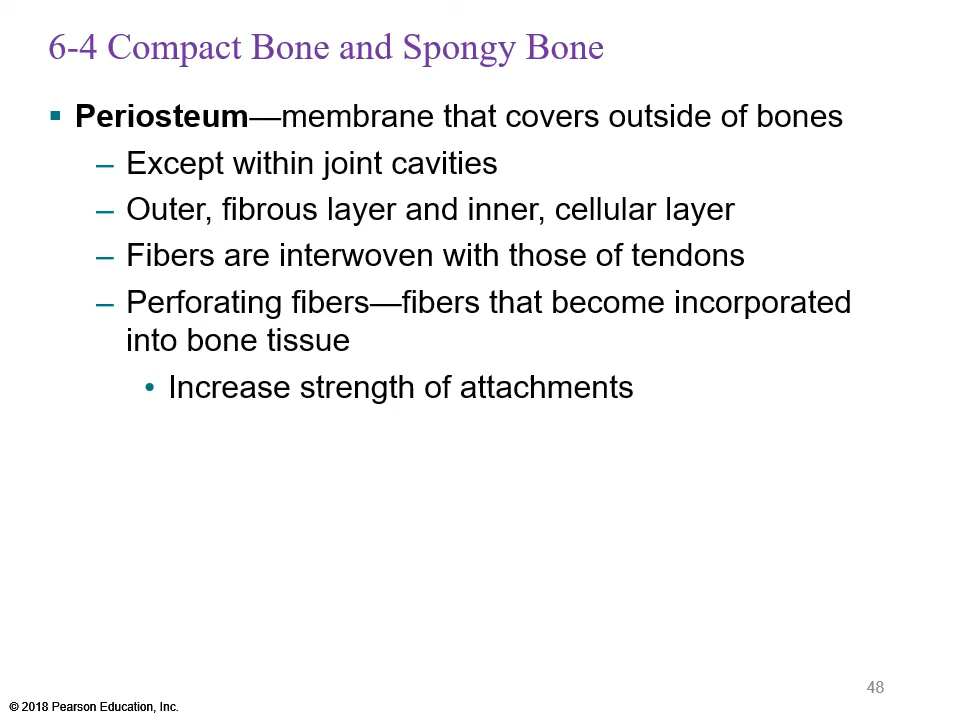 6-4 Compact Bone and Spongy Bone
▪ Periosteum—membrane that covers outside of bones
– Except within joint cavities
– Outer, fibrous layer and inner, cellular layer
– Fibers are interwoven with those of tendons
– Perforating fibers—fibers that become incorporated
into bone tissue
• Increase strength of attachments
48
© 2018 Pearson Education, Inc.